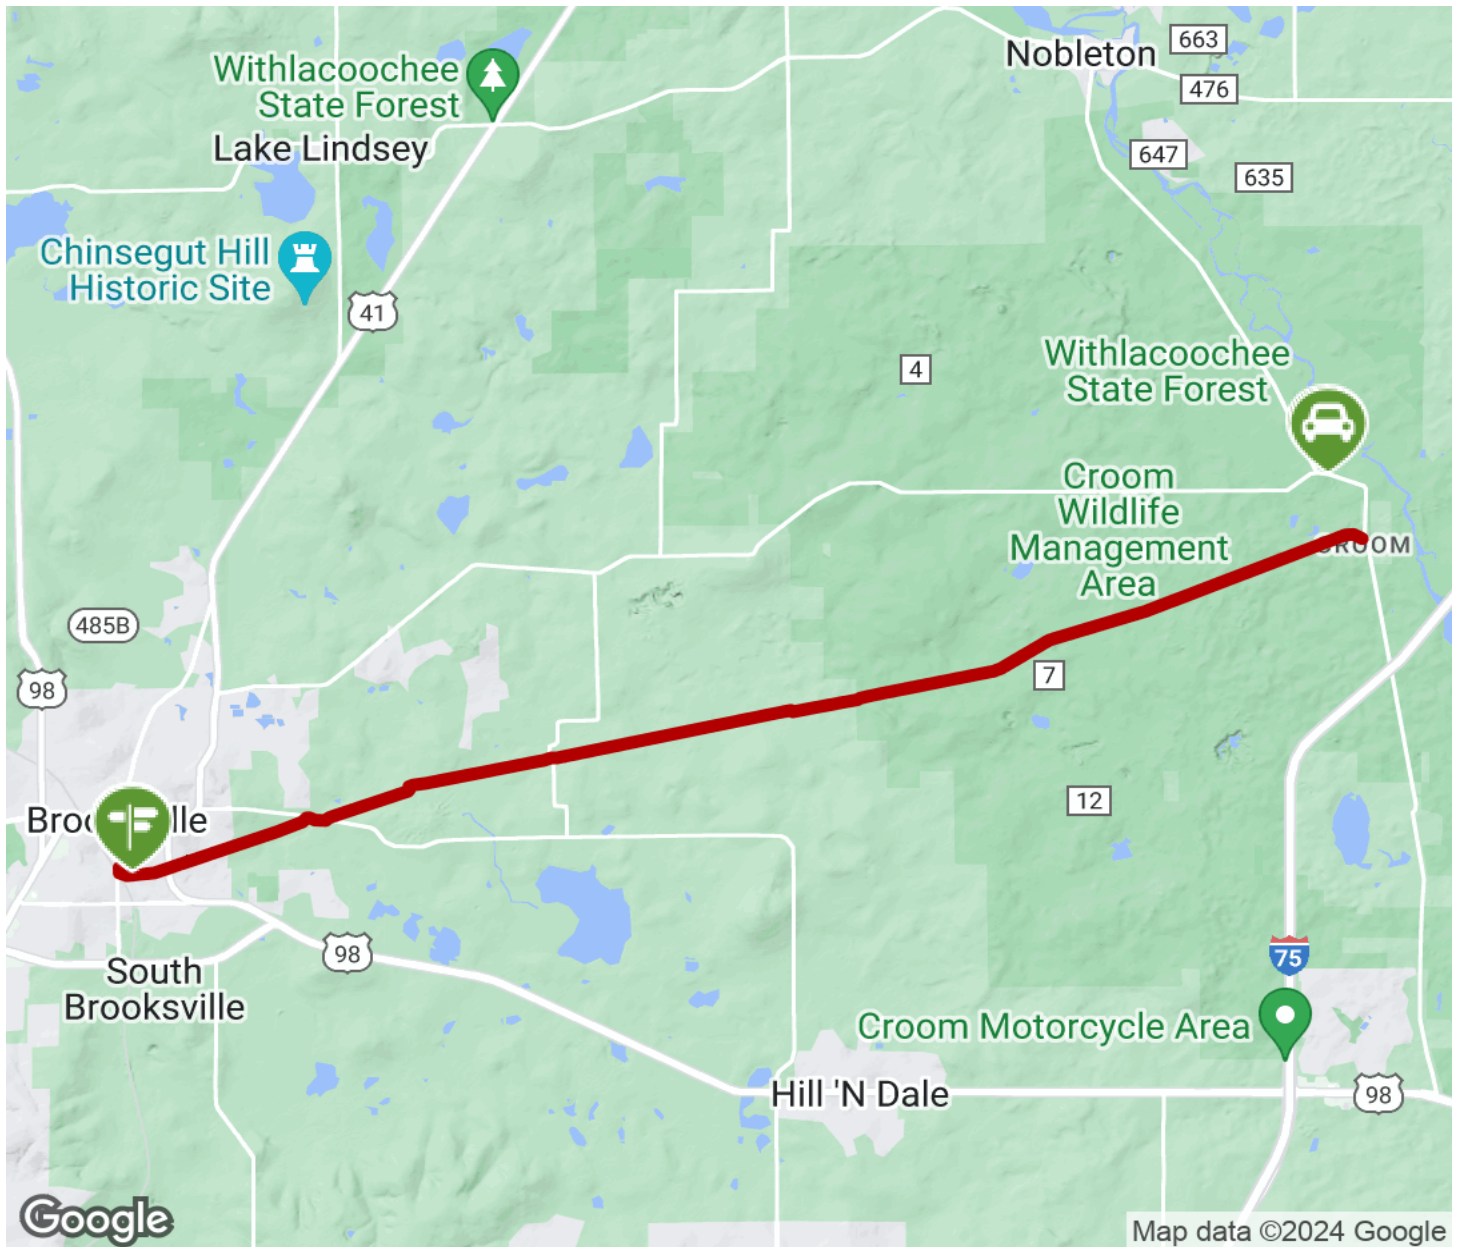 Nobleton
663
476
Withlacoochee
State Forest
Lake Lindsey
647
635
Chinsegut Hill
Historic Site
41
Withlacoochee
State Forest
4
Croom
Wildlife
Management
Area
CROOM
485B
98
7
12
Brooksville
98
South
Brooksville
75
Croom Motorcycle Area
Hill 'N Dale
98
Google
Map data ©2024 Google